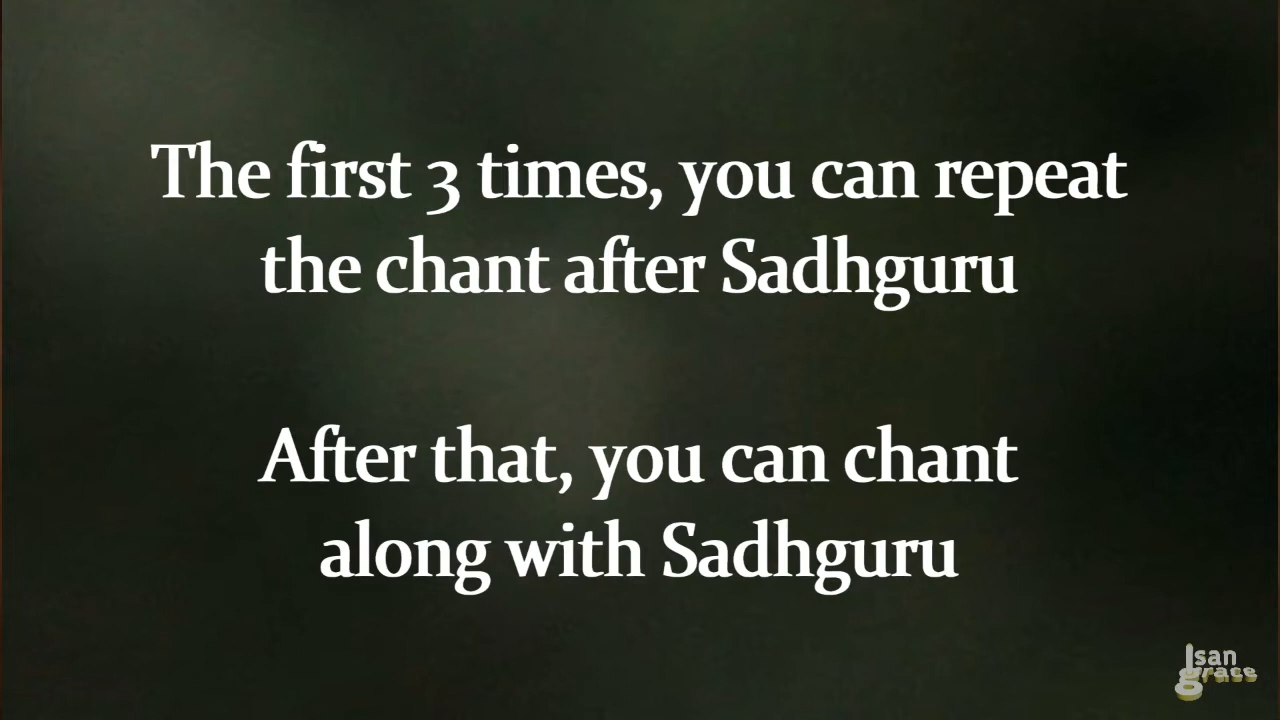 The first 3 times, you can repeat
the chant after Sadhguru
After that, you can chant
along with Sadhguru
Isan
grace